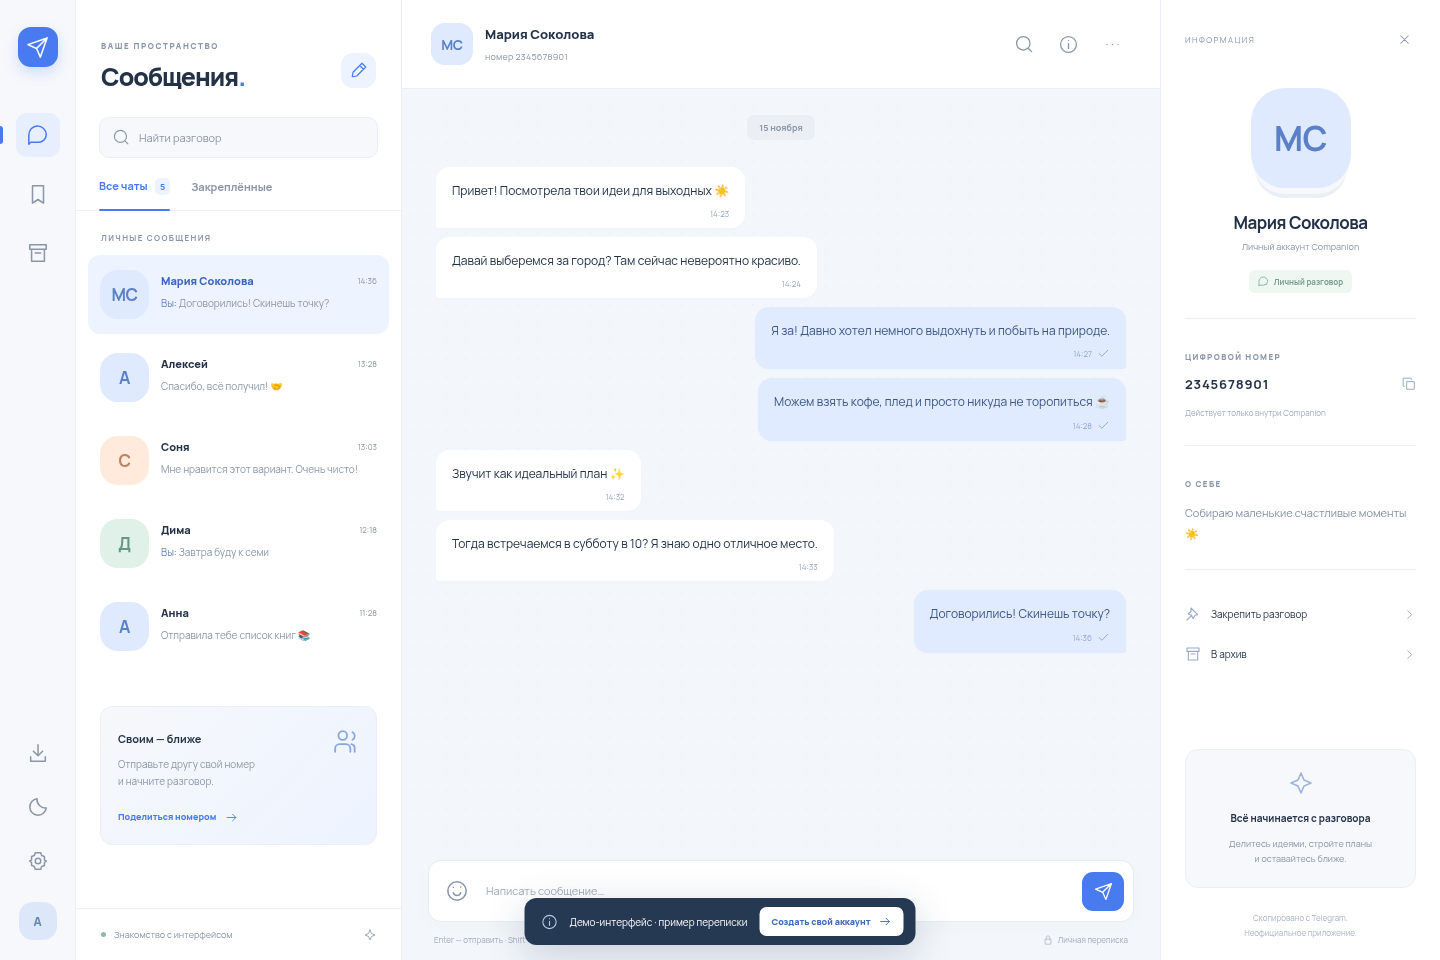 ВАШЕ ПРОСТРАНСТВО
Сообщения.
Найти разговор
Все чаты 5 Закреплённые
ЛИЧНЫЕ СООБЩЕНИЯ
МС
Мария Соколова 14:36
Вы: Договорились! Скинешь точку?
А
Алексей 13:28
Спасибо, всё получил! 🤝
С
Соня 13:03
Мне нравится этот вариант. Очень чисто!
Д
Дима 12:18
Вы: Завтра буду к семи
А
Анна 11:28
Отправила тебе список книг 📚
Своим — ближе
Отправьте другу свой номер
и начните разговор.
Поделиться номером
А
Знакомство с интерфейсом
МС
Мария Соколова
номер 2345678901
15 ноября
Привет! Посмотрела твои идеи для выходных ☀️
14:23
Давай выберемся за город? Там сейчас невероятно красиво.
14:24
Я за! Давно хотел немного выдохнуть и побыть на природе.
14:27
Можем взять кофе, плед и просто никуда не торопиться ☕
14:28
Звучит как идеальный план ✨
14:32
Тогда встречаемся в субботу в 10? Я знаю одно отличное место.
14:33
Договорились! Скинешь точку?
14:36
Написать сообщение...
Демо-интерфейс · пример переписки
Создать свой аккаунт
Enter — отправить · Shift
Личная переписка
ИНФОРМАЦИЯ
МС
Мария Соколова
Личный аккаунт Companion
Личный разговор
ЦИФРОВОЙ НОМЕР
2345678901
Действует только внутри Companion
О СЕБЕ
Собираю маленькие счастливые моменты
☀️
Закрепить разговор
В архив
Всё начинается с разговора
Делитесь идеями, стройте планы
и оставайтесь ближе.
Скопировано с Telegram.
Неофициальное приложение.